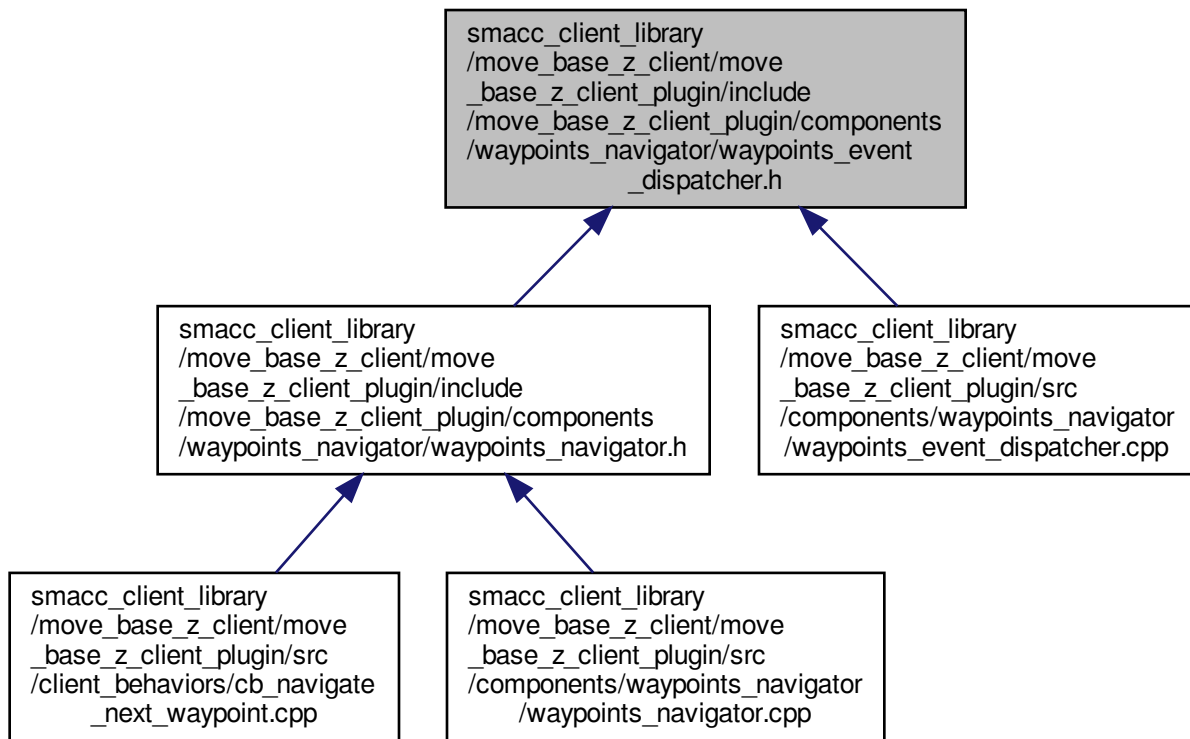 smacc_client_library
/move_base_z_client/move
_base_z_client_plugin/include
/move_base_z_client_plugin/components
/waypoints_navigator/waypoints_event
_dispatcher.h
smacc_client_library
/move_base_z_client/move
_base_z_client_plugin/include
/move_base_z_client_plugin/components
/waypoints_navigator/waypoints_navigator.h
smacc_client_library
/move_base_z_client/move
_base_z_client_plugin/src
/components/waypoints_navigator
/waypoints_event_dispatcher.cpp
smacc_client_library
/move_base_z_client/move
_base_z_client_plugin/src
/client_behaviors/cb_navigate
_next_waypoint.cpp
smacc_client_library
/move_base_z_client/move
_base_z_client_plugin/src
/components/waypoints_navigator
/waypoints_navigator.cpp